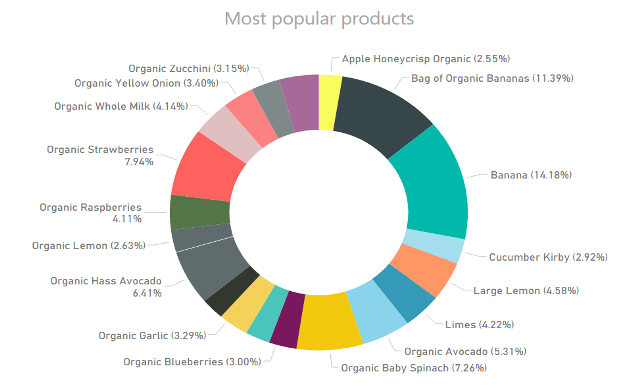 Most popular products
Apple Honeycrisp Organic (2.55%)
Bag of Organic Bananas (11.39%)
Banana (14.18%)
Cucumber Kirby (2.92%)
Large Lemon (4.58%)
Limes (4.22%)
Organic Avocado (5.31%)
Organic Baby Spinach (7.26%)
Organic Blueberries (3.00%)
Organic Garlic (3.29%)
Organic Hass Avocado
6.41%
Organic Lemon (2.63%)
Organic Raspberries
4.11%
Organic Strawberries
7.94%
Organic Whole Milk (4.14%)
Organic Yellow Onion (3.40%)
Organic Zucchini (3.15%)